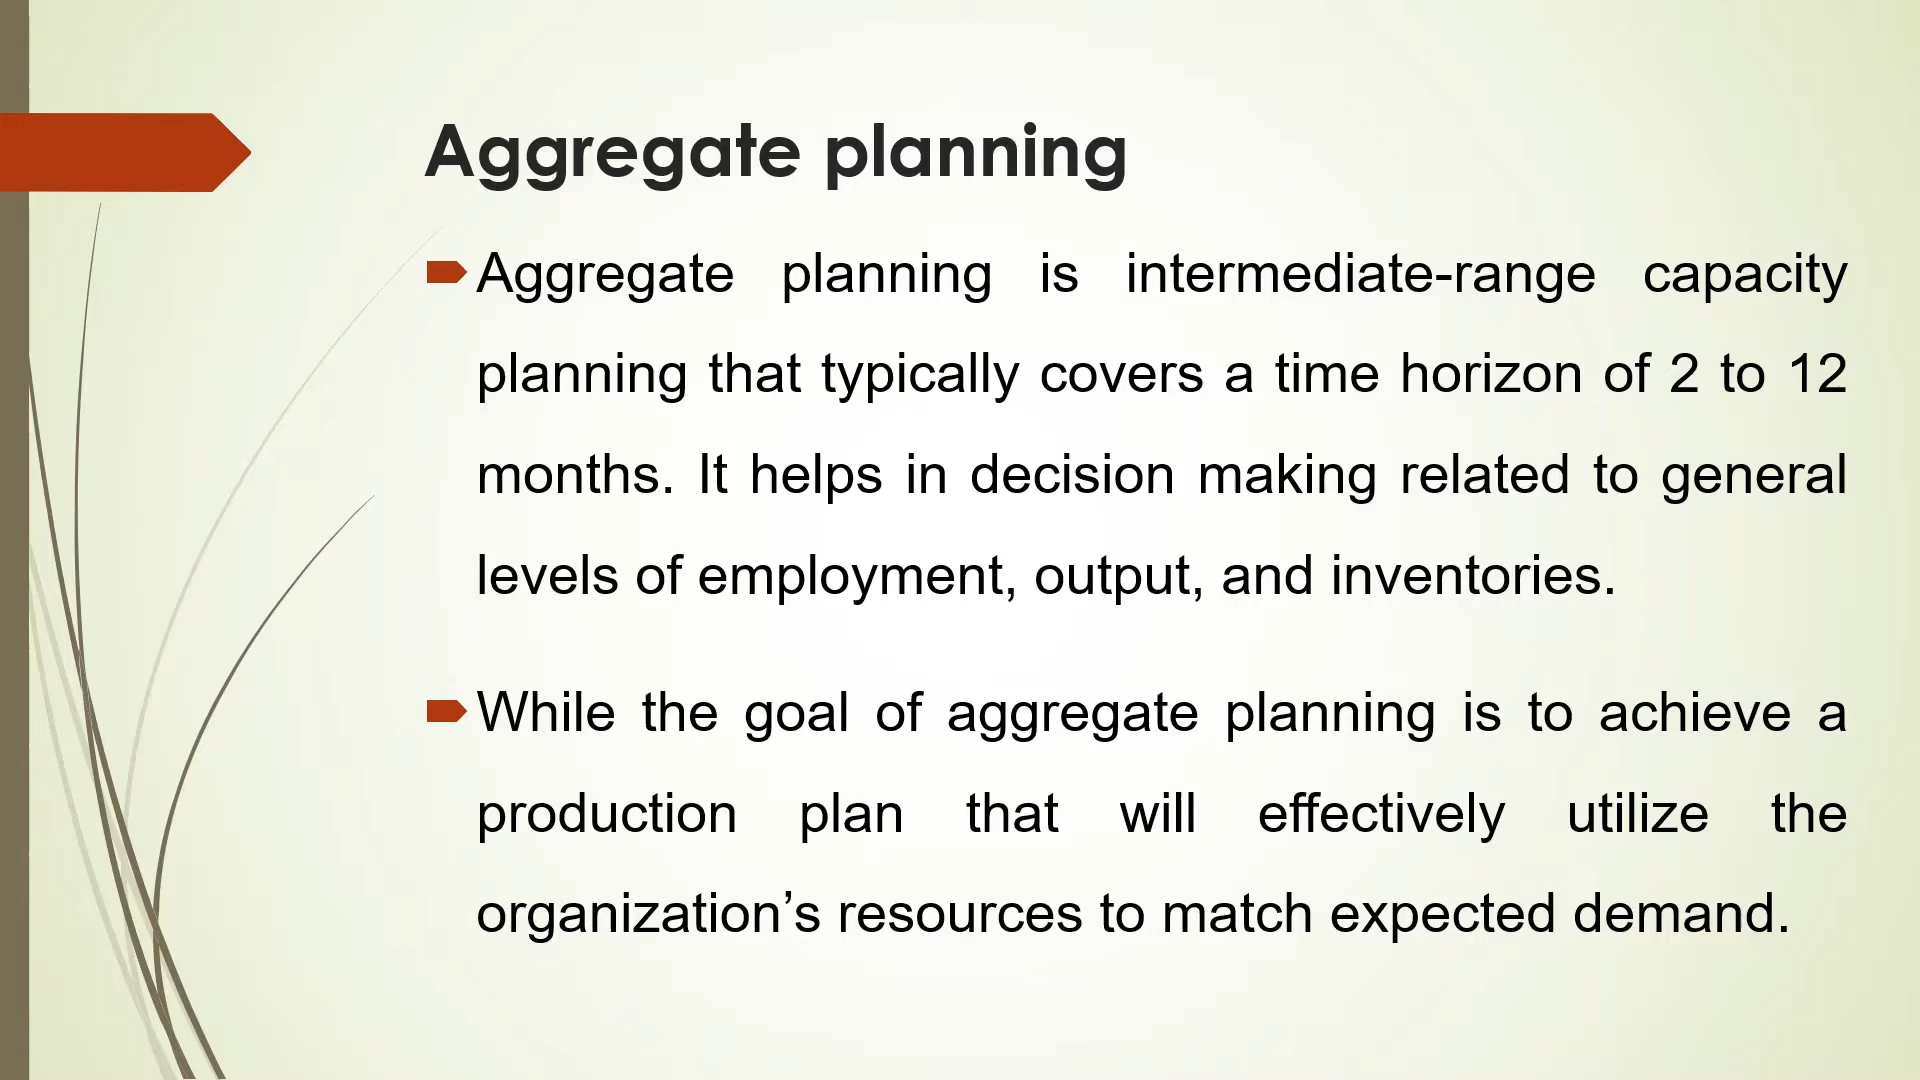 Aggregate planning
Aggregate planning is intermediate-range capacity
planning that typically covers a time horizon of 2 to 12
months. It helps in decision making related to general
levels of employment, output, and inventories.
While the goal of aggregate planning is to achieve a
production plan that will effectively utilize the
organization’s resources to match expected demand.